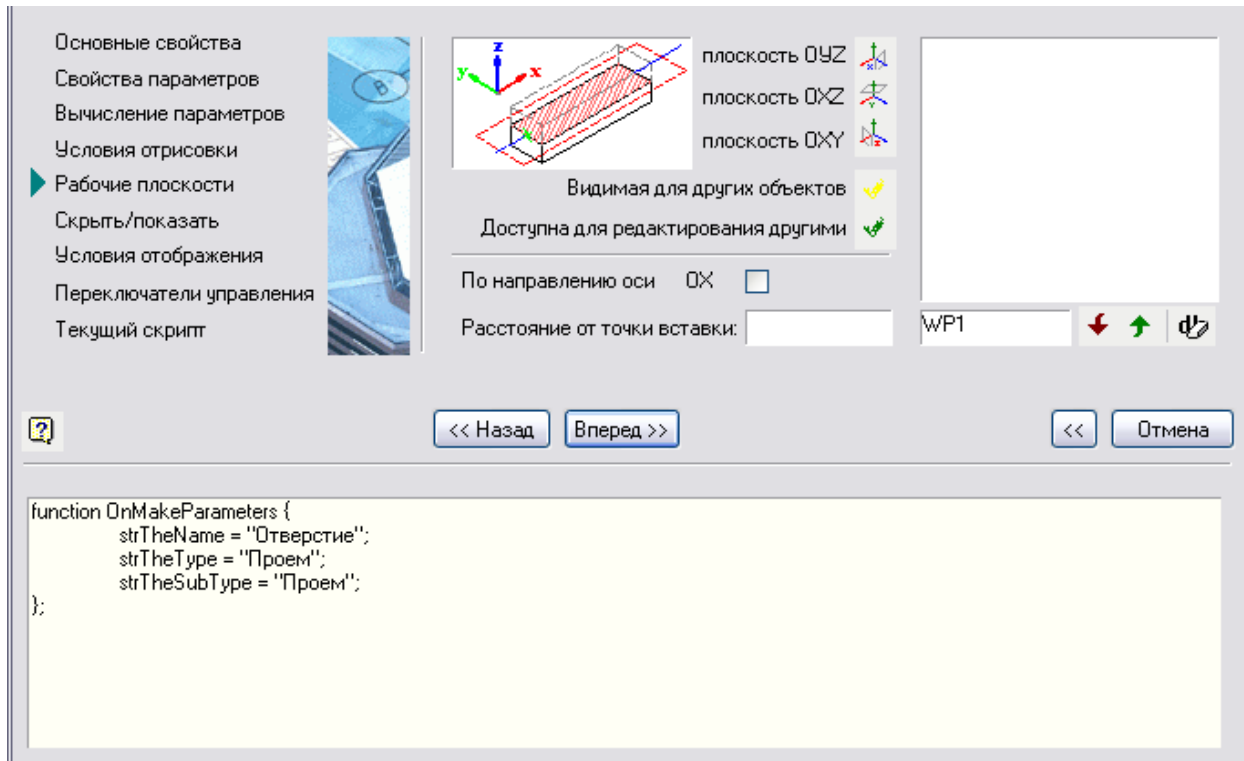 Основные свойства
Свойства параметров
Вычисление параметров
Условия отрисовки
Рабочие плоскости
Скрыть/показать
Условия отображения
Переключатели управления
Текущий скрипт
B
z
y
x
плоскость OYZ
плоскость OXZ
плоскость OXY
Видимая для других объектов
Доступна для редактирования другими
По направлению оси OX
Расстояние от точки вставки:
WP1
<< Назад
Вперед >>
<<
Отмена
function OnMakeParameters {
strTheName = "Отверстие";
strTheType = "Проем";
strTheSubType = "Проем";
};